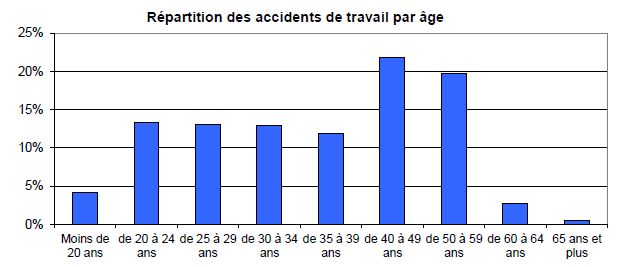 Répartition des accidents de travail par âge
25%
20%
15%
10%
5%
0%
Moins de 20 ans
de 20 à 24 ans
de 25 à 29 ans
de 30 à 34 ans
de 35 à 39 ans
de 40 à 49 ans
de 50 à 59 ans
de 60 à 64 ans
65 ans et plus